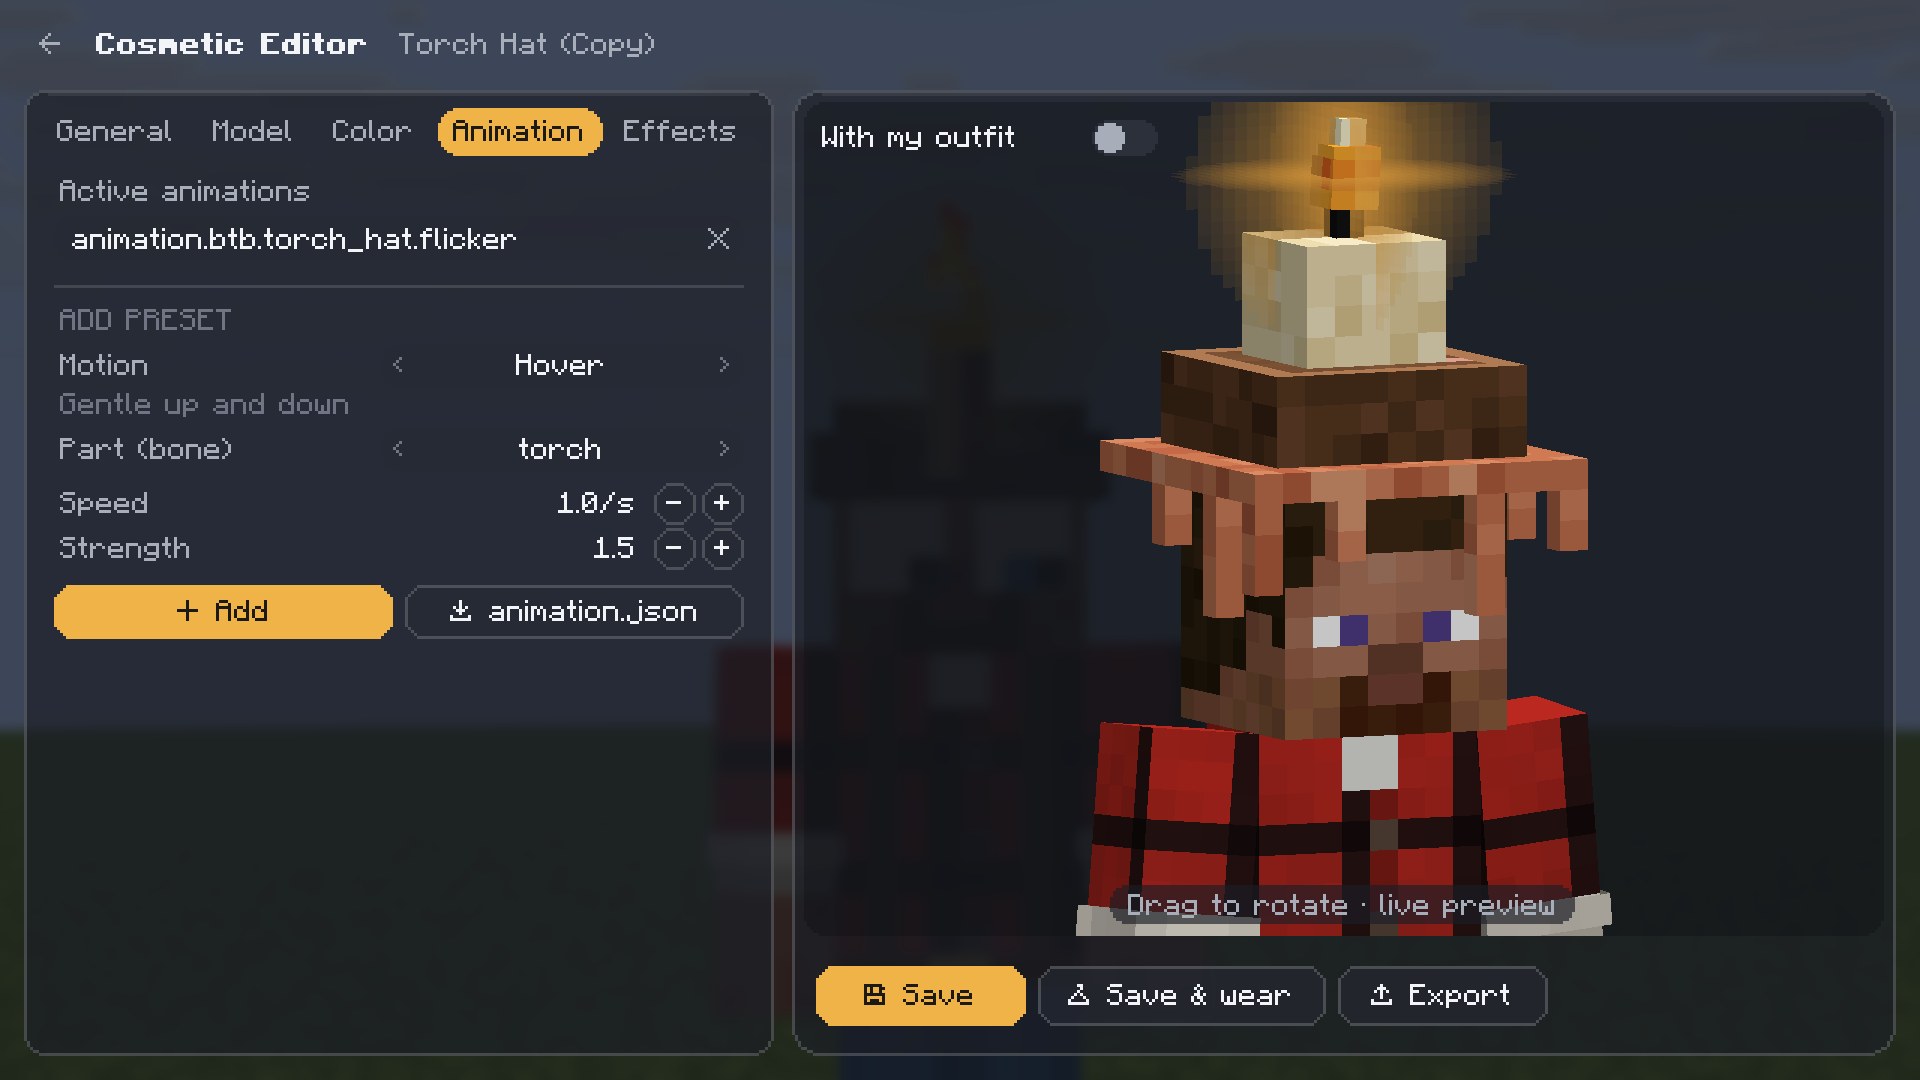 Cosmetic Editor Torch Hat (Copy)
General Model Color Animation Effects
Active animations
animation.btb.torch_hat.flicker
ADD PRESET
Motion < Hover >
Gentle up and down
Part (bone) < torch >
Speed 1.0/s − +
Strength 1.5 − +
+ Add animation.json
With my outfit
Drag to rotate · live preview
Save Save & wear Export